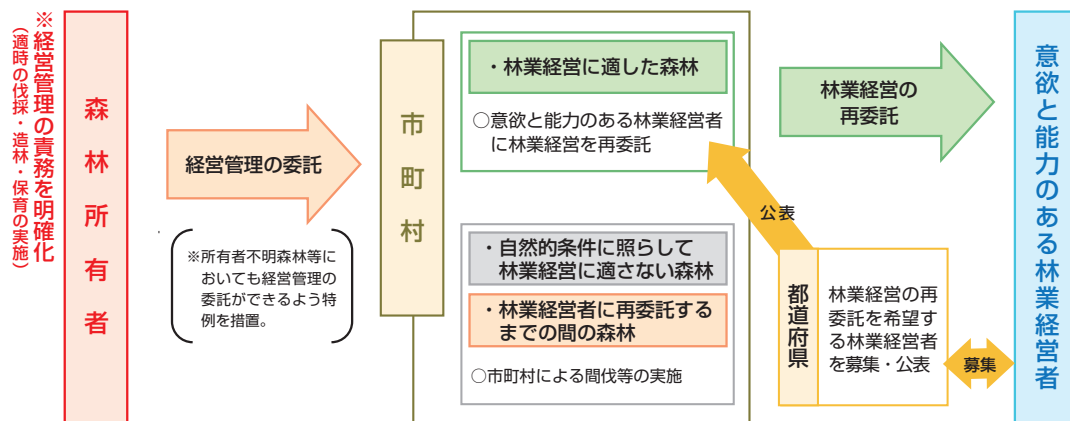 ※経営管理の責務を明確化
（適時の伐採・造林・保育の実施）
森林所有者
経営管理の委託
※所有者不明森林等に
おいても経営管理の
委託ができるよう特
例を措置。
市町村
・林業経営に適した森林
○意欲と能力のある林業経営者
に林業経営を再委託
・自然的条件に照らして
林業経営に適さない森林
・林業経営者に再委託する
までの間の森林
○市町村による間伐等の実施
林業経営の
再委託
公表
都道府県
林業経営の再
委託を希望す
る林業経営者
を募集・公表
募集
意欲と能力のある林業経営者